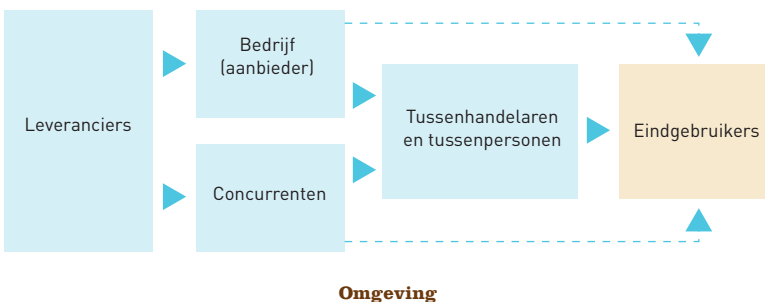 Leveranciers
Bedrijf
(aanbieder)
Concurrenten
Tussenhandelaren
en tussenpersonen
Eindgebruikers
Omgeving